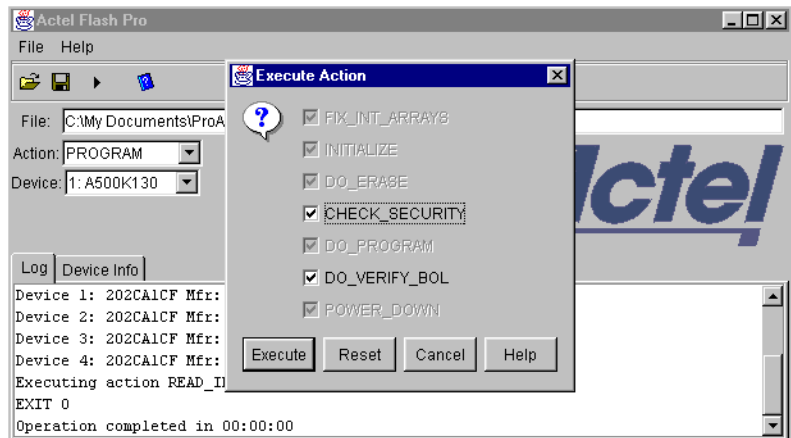 Actel Flash Pro
File Help
File: C:\My Documents\ProA
Action: PROGRAM
Device: 1: A500K130
Actel
Execute Action
FIX_INT_ARRAYS
INITIALIZE
DO_ERASE
CHECK_SECURITY
DO_PROGRAM
DO_VERIFY_BOL
POWER_DOWN
Execute Reset Cancel Help
Log Device Info
Device 1: 202CA1CF Mfr:
Device 2: 202CA1CF Mfr:
Device 3: 202CA1CF Mfr:
Device 4: 202CA1CF Mfr:
Executing action READ_I
EXIT 0
Operation completed in 00:00:00